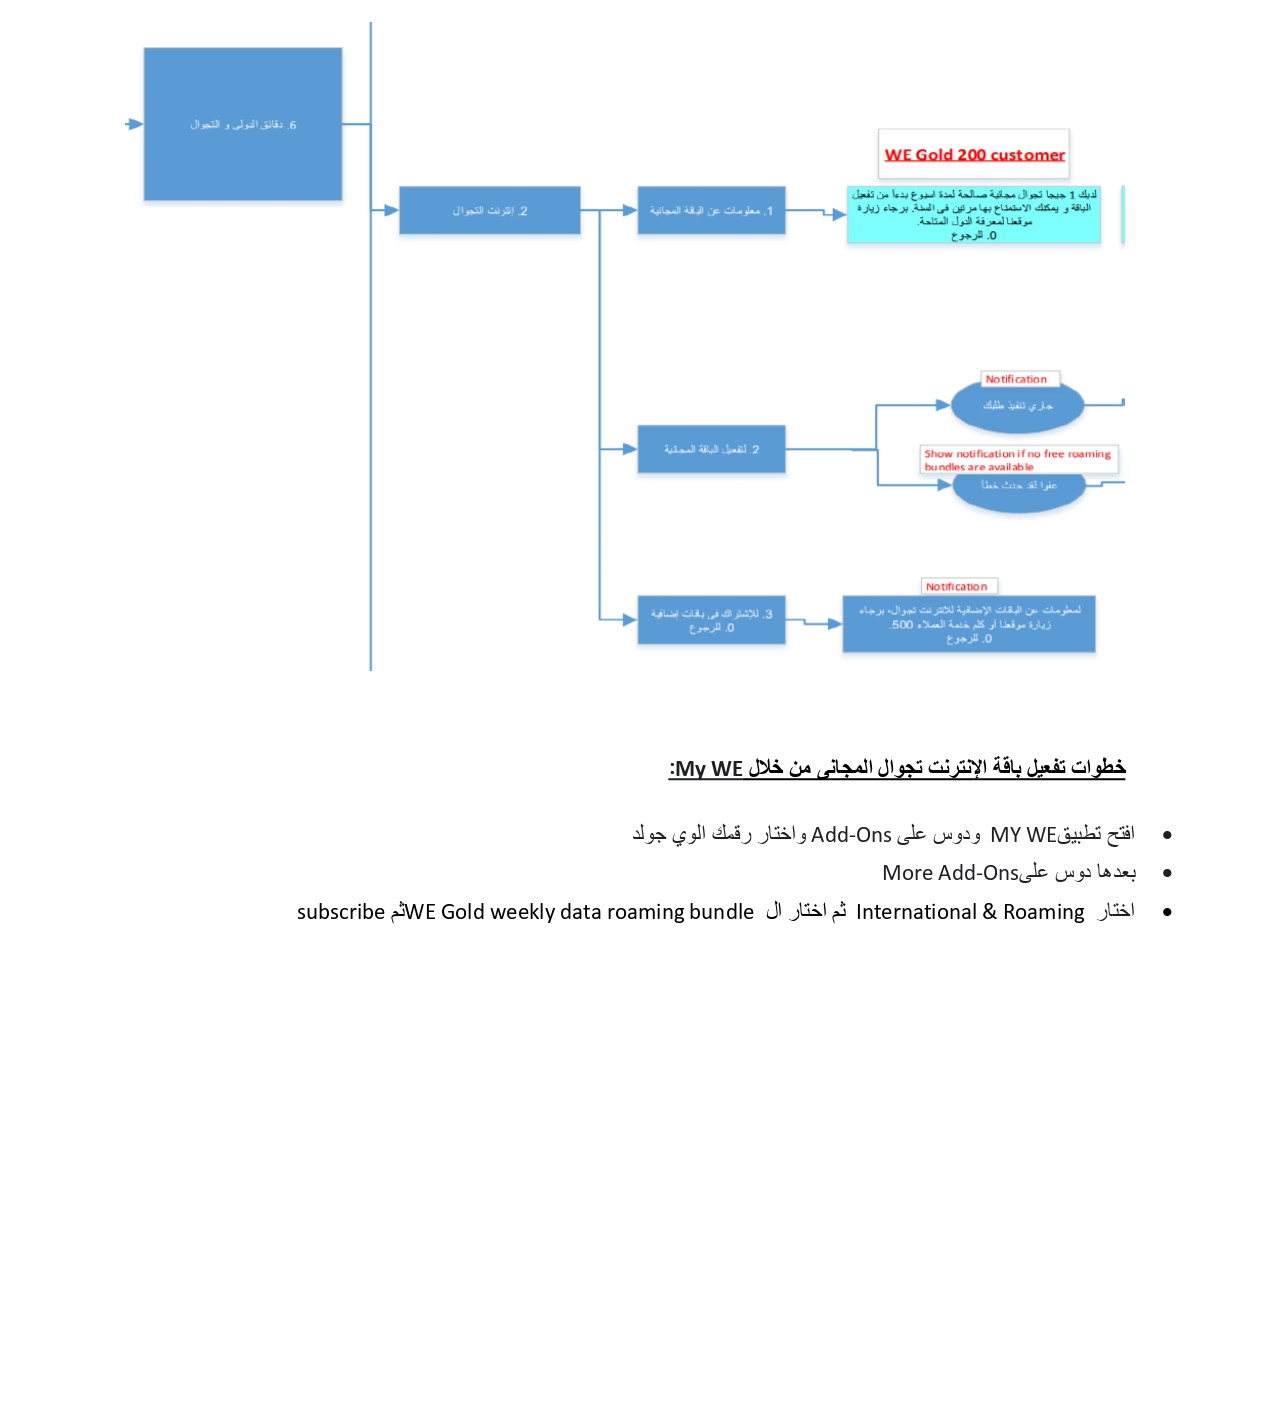 6. دقائق الدولى و التجوال
WE Gold 200 customer
2. إنترنت التجوال
1. معلومات عن الباقة المجانية
لديك 1 جيجا تجوال مجانية صالحة لمدة اسبوع بدءاً من تفعيل
الباقة و يمكنك الاستمتاع بها مرتين فى السنة. برجاء زيارة
موقعنا لمعرفة الدول المتاحة.
0. للرجوع
Notification
جارى تنفيذ طلبك
2. لتفعيل الباقة المجانية
Show notification if no free roaming
bundles are available
عفوا لقد حدث خطأ
Notification
3. للإشتراك فى باقات إضافية
0. للرجوع
لمعلومات عن الباقات الإضافية للانترنت تجوال، برجاء
زيارة موقعنا أو كلم خدمة العملاء 500.
0. للرجوع
خطوات تفعيل باقة الإنترنت تجوال المجانى من خلال My WE:
• افتح تطبيقMY WE ودوس على Add-Ons واختار رقمك الوي جولد
• بعدها دوس علىMore Add-Ons
• اختار International & Roaming ثم اختار ال WE Gold weekly data roaming bundleثم subscribe